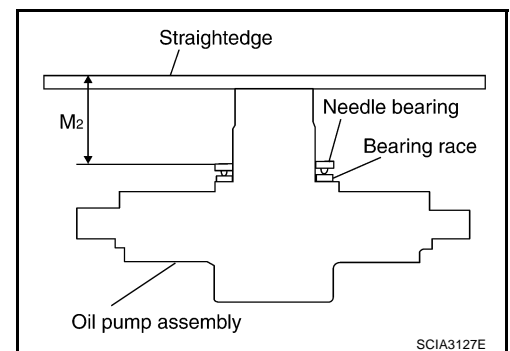 Straightedge
Needle bearing
M2
Bearing race
Oil pump assembly
SCIA3127E